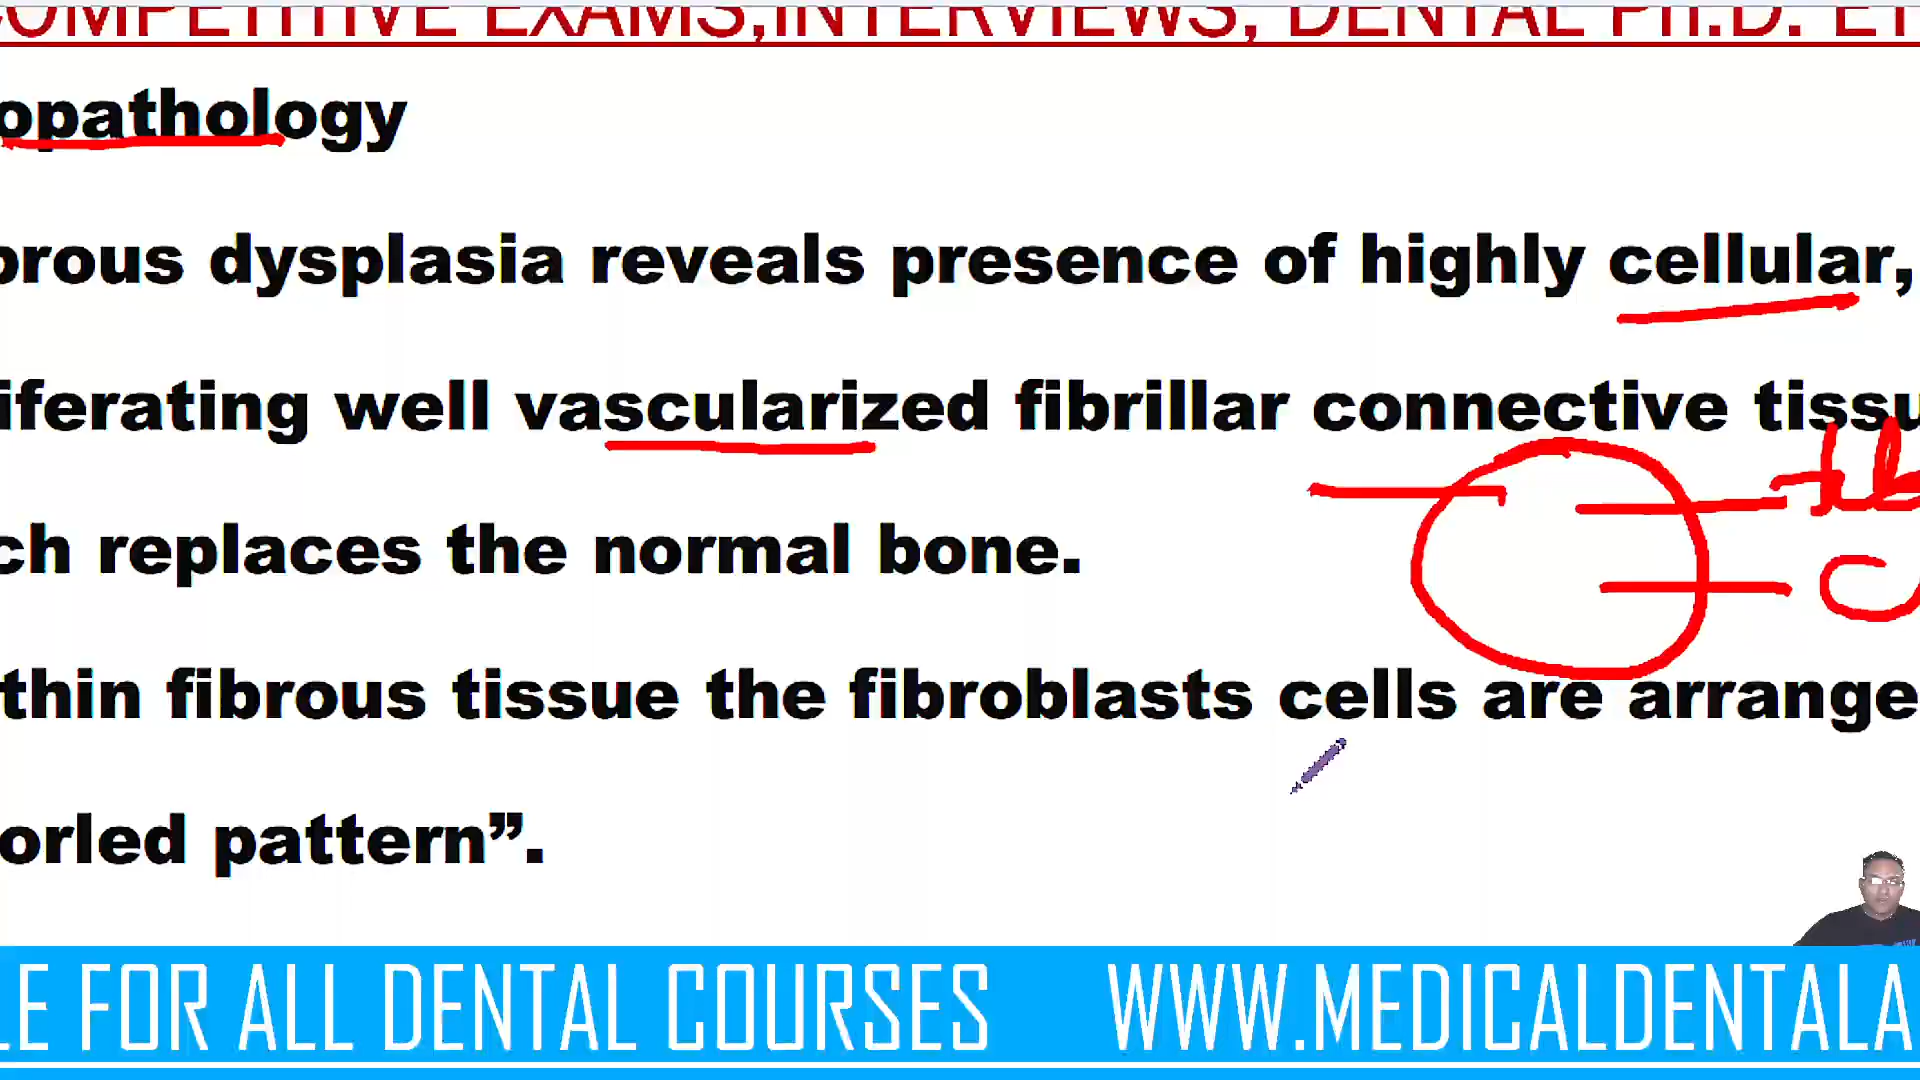 COMPETITIVE EXAMS,INTERVIEWS, DENTAL Ph.D. ET
opathology
brous dysplasia reveals presence of highly cellular,
iferating well vascularized fibrillar connective tissu
ch replaces the normal bone.
thin fibrous tissue the fibroblasts cells are arrange
orled pattern”.
LE FOR ALL DENTAL COURSES WWW.MEDICALDENTALA